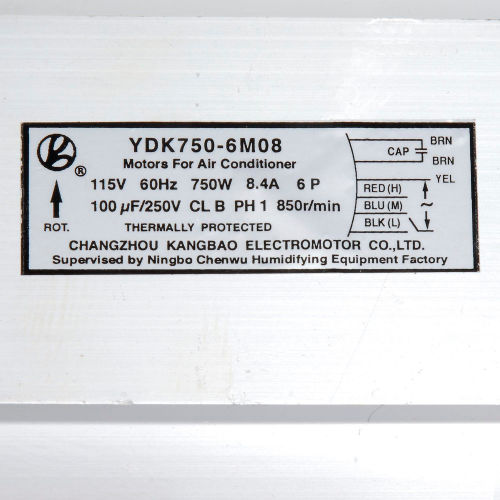 YDK750-6M08
Motors For Air Conditioner
115V 60Hz 750W 8.4A 6 P
100 µF/250V CL B PH 1 850r/min
THERMALLY PROTECTED
®
ROT.
CAP
BRN
BRN
YEL
RED (H)
BLU (M)
BLK (L)
~
CHANGZHOU KANGBAO ELECTROMOTOR CO.,LTD.
Supervised by Ningbo Chenwu Humidifying Equipment Factory